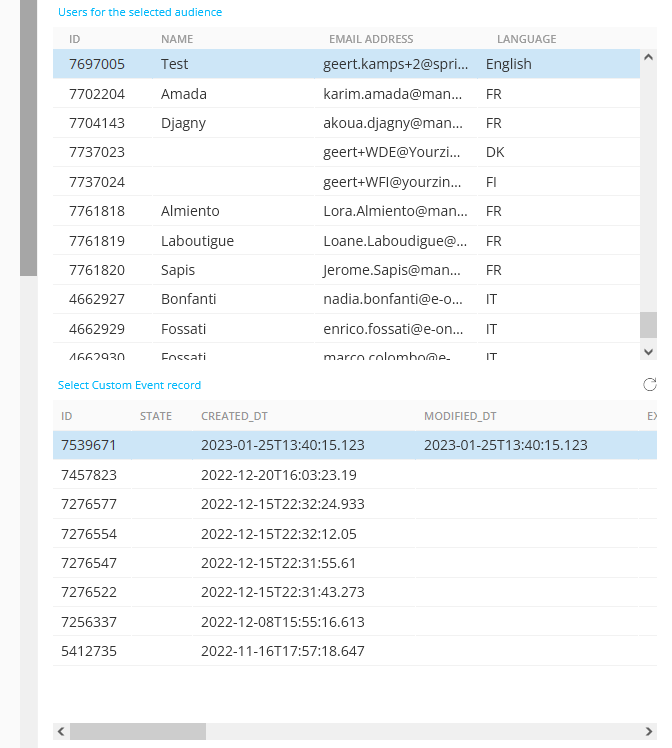 Users for the selected audience
ID NAME EMAIL ADDRESS LANGUAGE
7697005 Test geert.kamps+2@spri... English
7702204 Amada karim.amada@man... FR
7704143 Djagny akoua.djagny@man... FR
7737023 geert+WDE@Yourzi... DK
7737024 geert+WFI@yourzin... FI
7761818 Almiento Lora.Almiento@man... FR
7761819 Laboutigue Loane.Laboudigue@... FR
7761820 Sapis Jerome.Sapis@man... FR
4662927 Bonfanti nadia.bonfanti@e-o... IT
4662929 Fossati enrico.fossati@e-on... IT
4662930 Fossati marco.colombo@e-... IT
Select Custom Event record
ID STATE CREATED_DT MODIFIED_DT EX
7539671 2023-01-25T13:40:15.123 2023-01-25T13:40:15.123
7457823 2022-12-20T16:03:23.19
7276577 2022-12-15T22:32:24.933
7276554 2022-12-15T22:32:12.05
7276547 2022-12-15T22:31:55.61
7276522 2022-12-15T22:31:43.273
7256337 2022-12-08T15:55:16.613
5412735 2022-11-16T17:57:18.647